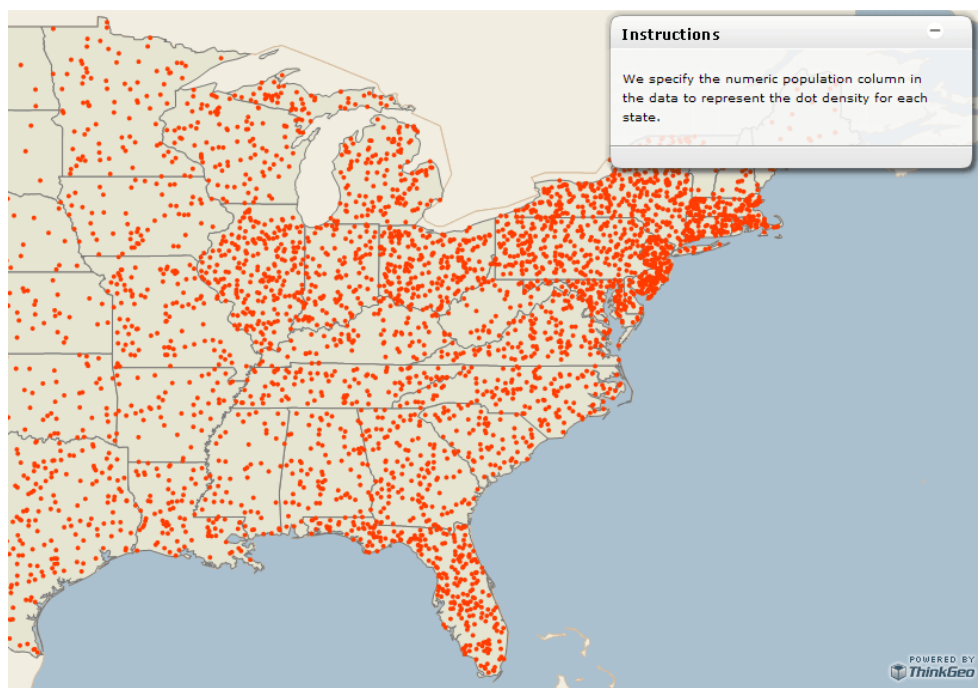 Instructions
We specify the numeric population column in
the data to represent the dot density for each
state.
POWERED BY
ThinkGeo